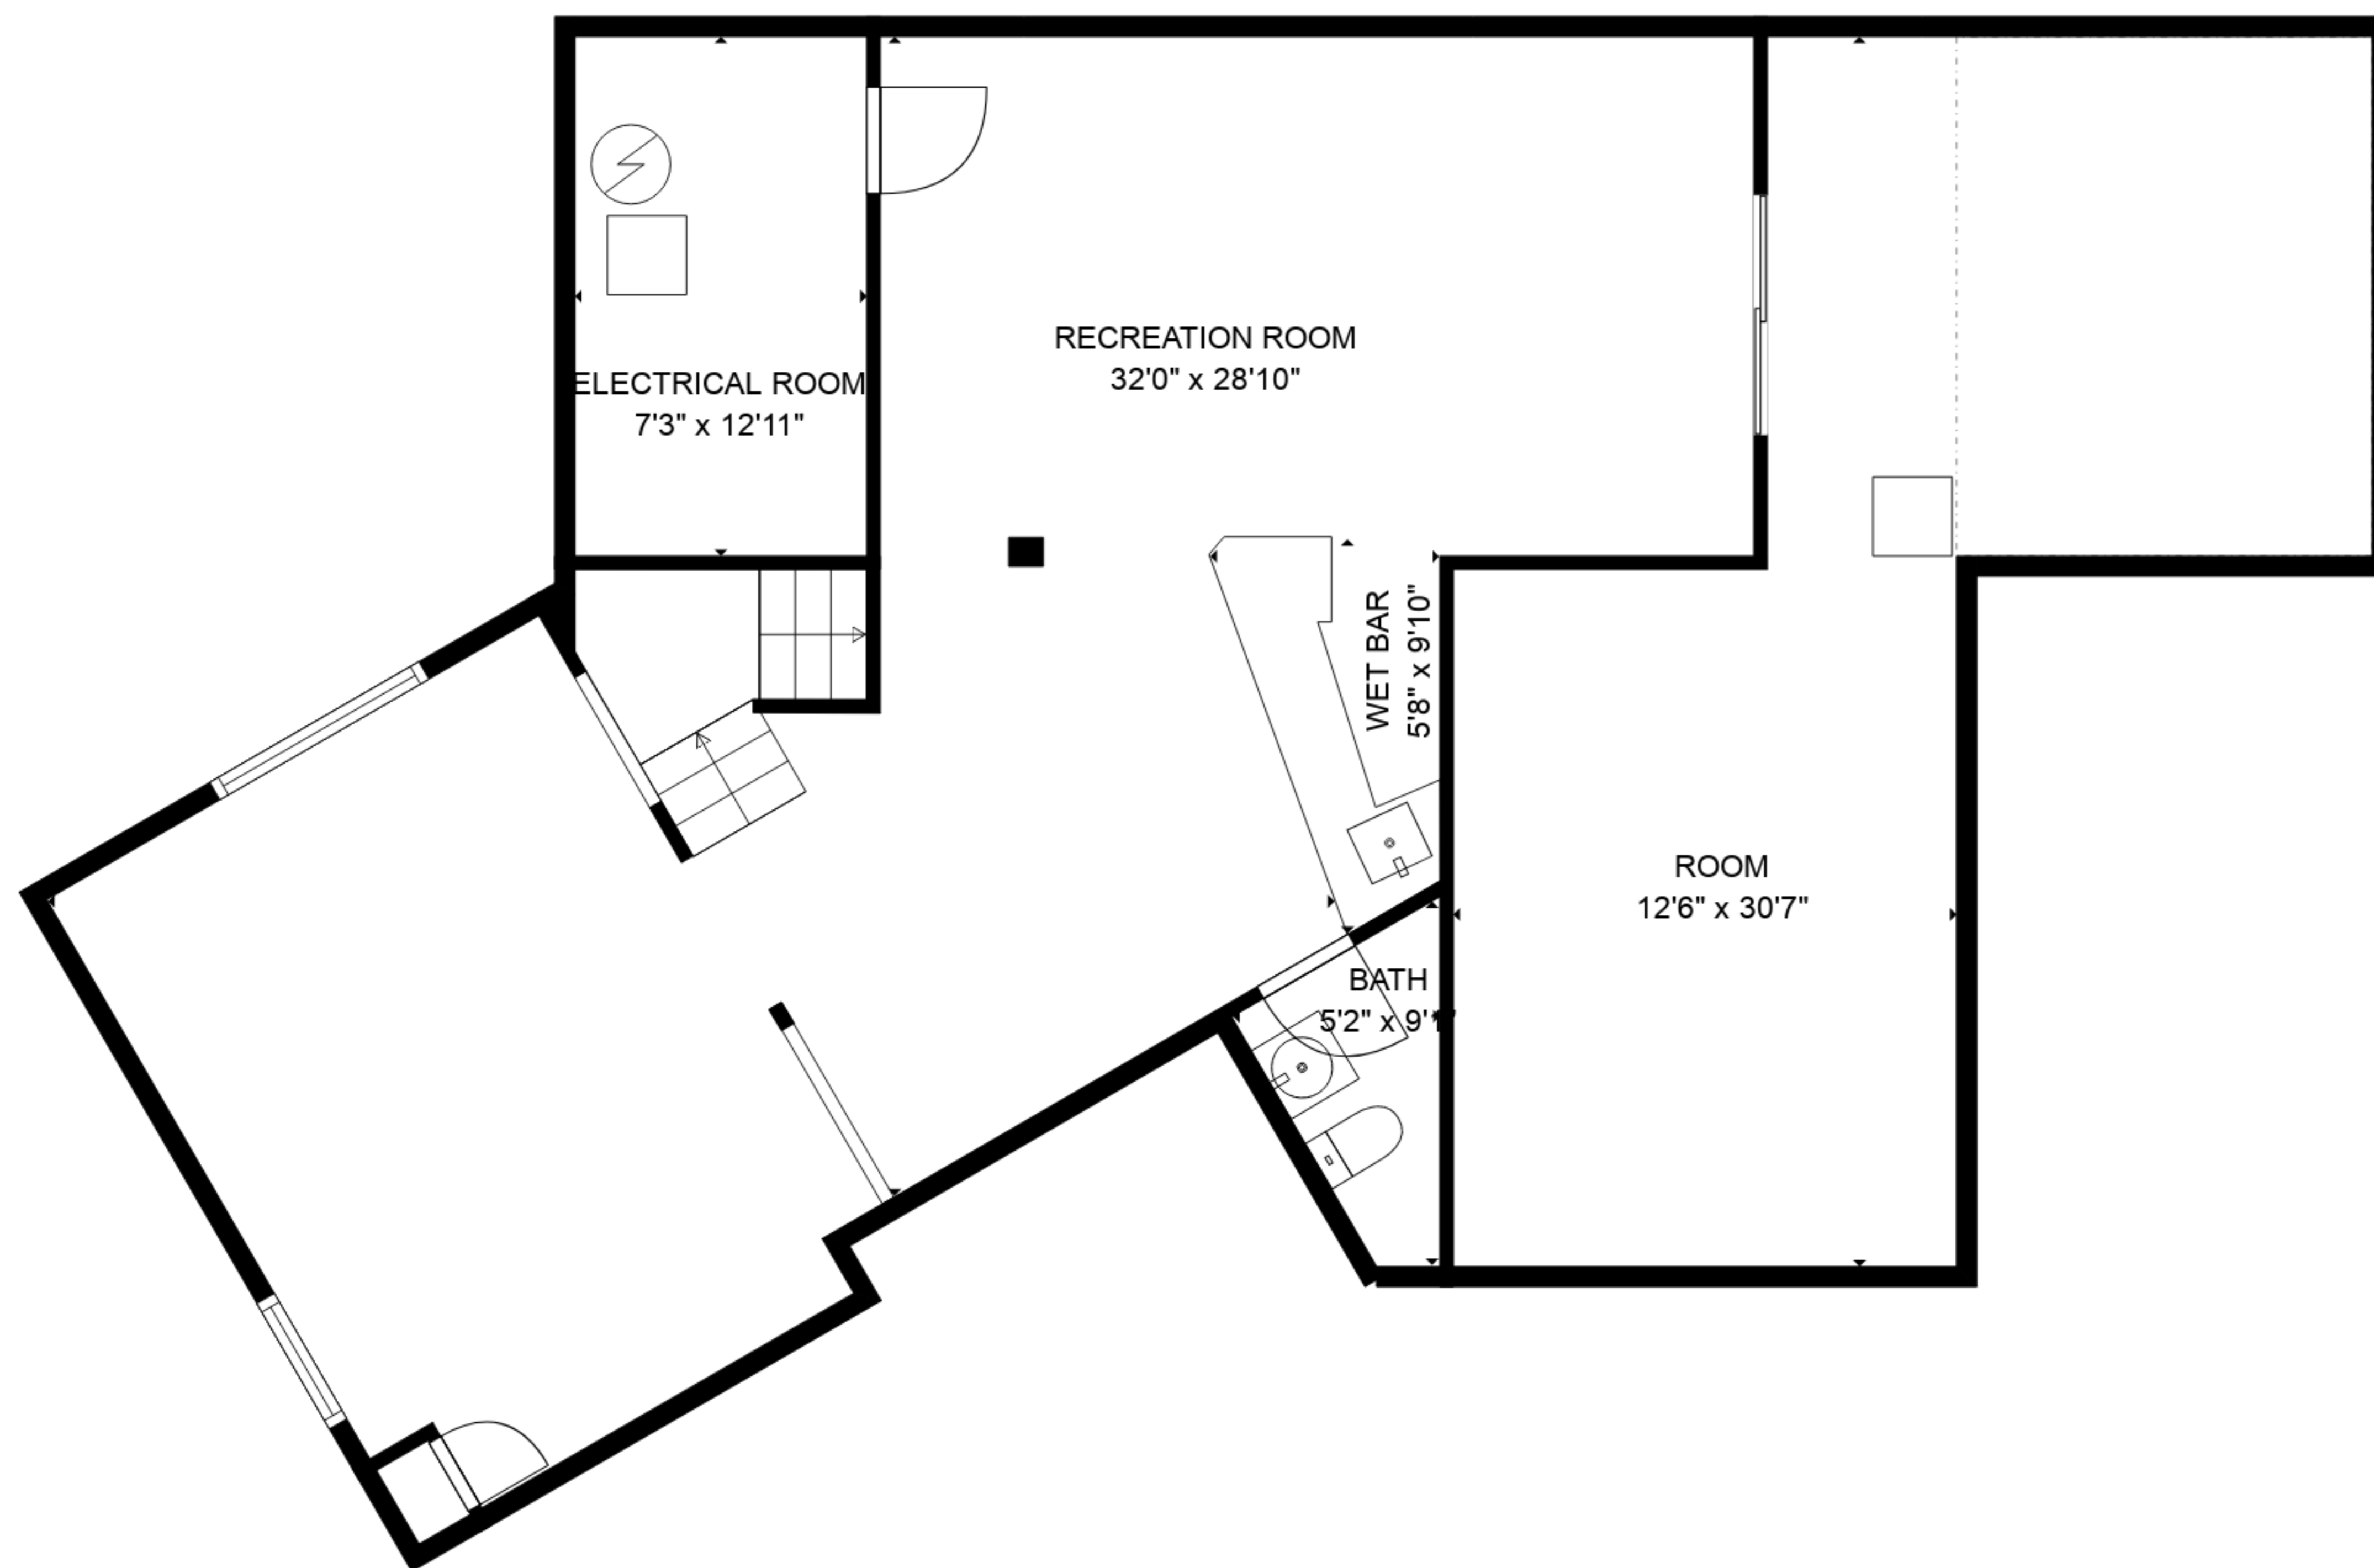 RECREATION ROOM
32'0" x 28'10"
ELECTRICAL ROOM
7'3" x 12'11"
WET BAR
5'8" x 9'10"
ROOM
12'6" x 30'7"
BATH
5'2" x